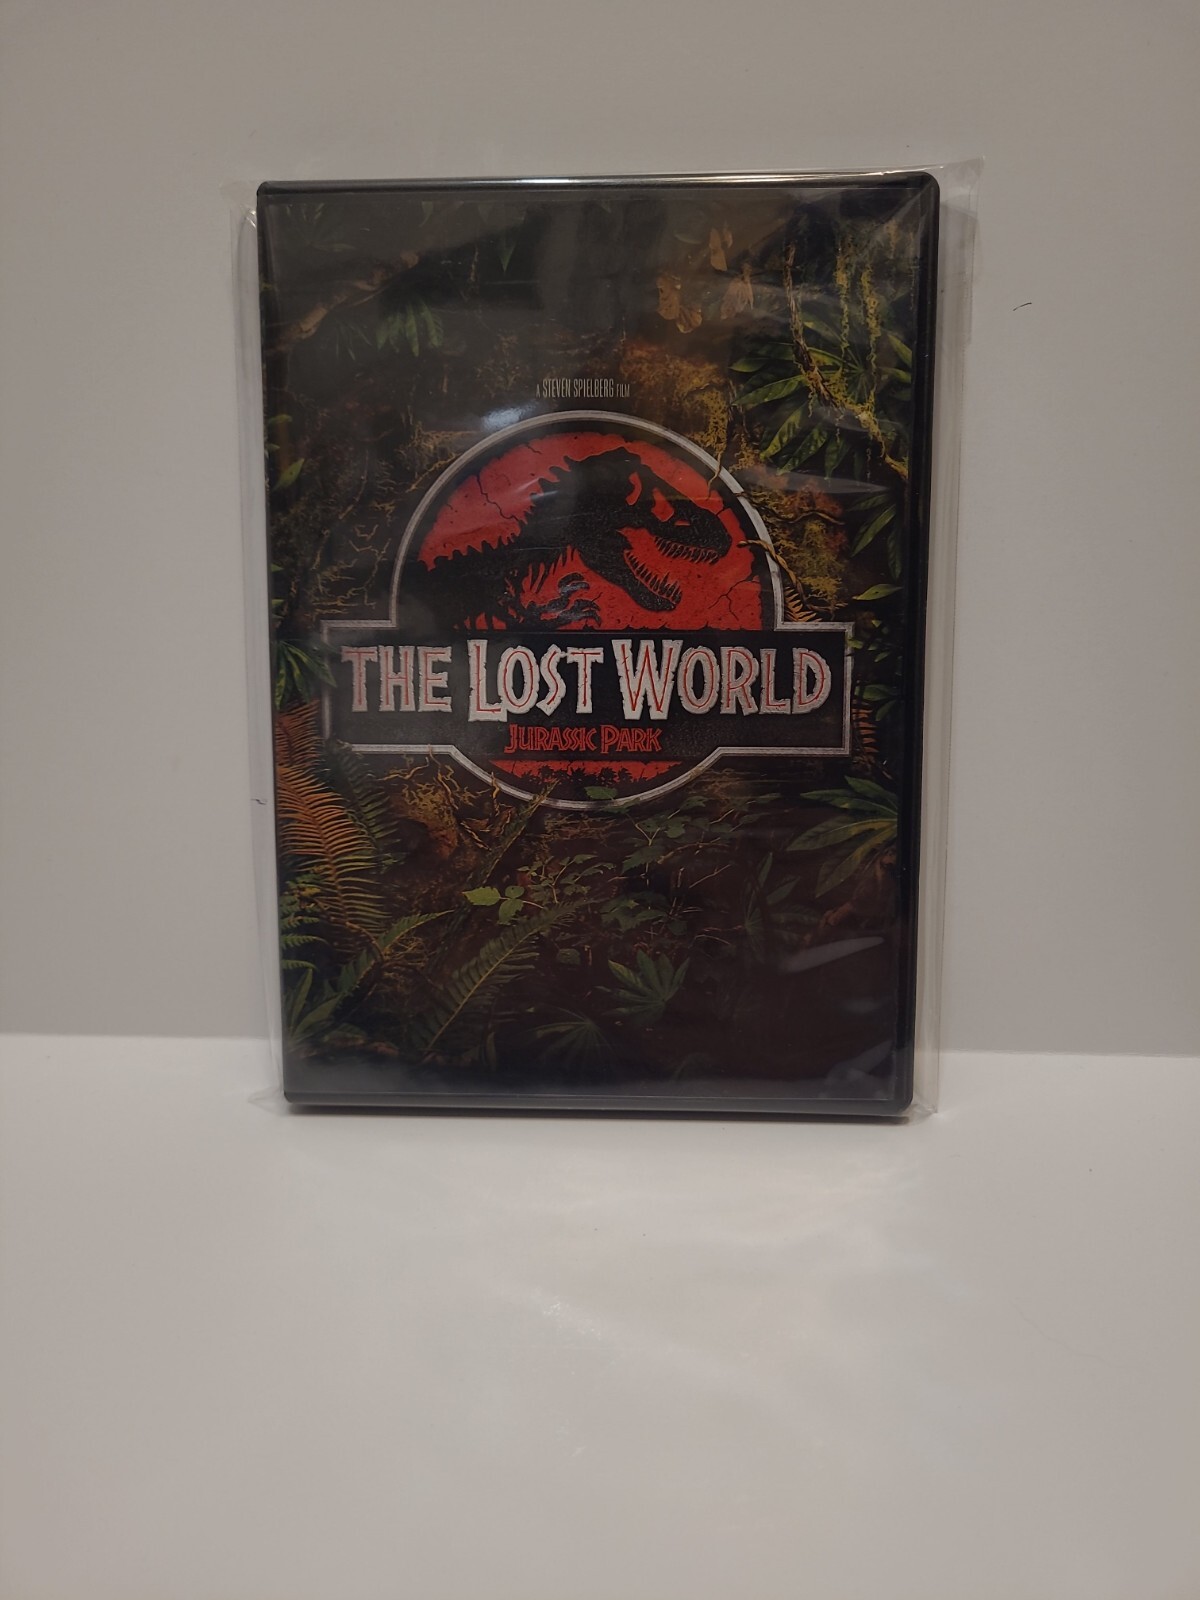 A STEVEN SPIELBERG FILM
THE LOST WORLD
JURASSIC PARK